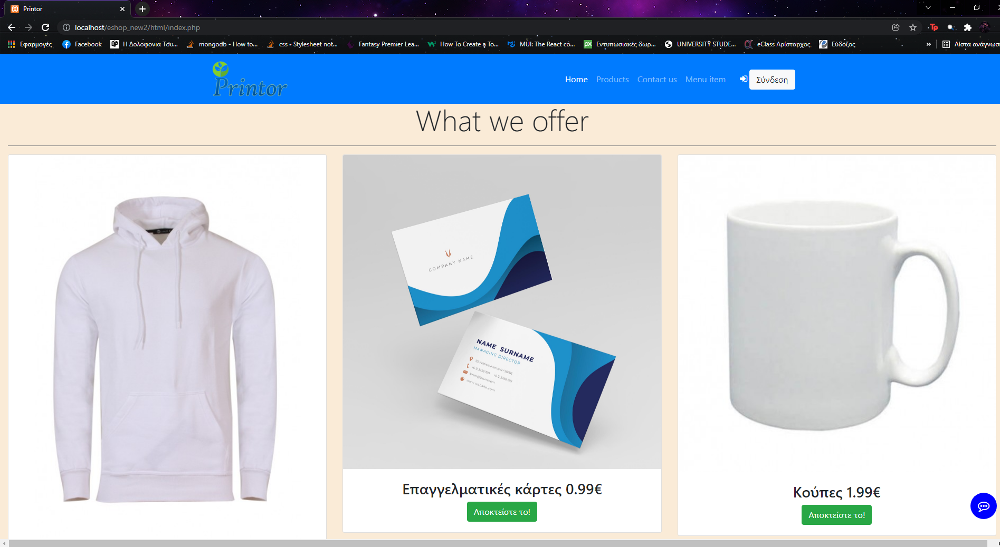 Printor
localhost/eshop_new2/html/index.php
Tp
Εφαρμογές
Facebook
Η Δολοφονια Του...
mongodb - How to...
css - Stylesheet not...
Fantasy Premier Lea...
How To Create a To...
MUI: The React co...
Εντυπωσιακές δωρ...
UNIVERSITY STUDE...
eClass Αρίσταρχος
Εύδοξος
»
Λίστα ανάγνωσ
Printor
Home
Products
Contact us
Menu item
Σύνδεση
What we offer
COMPANY NAME
NAME SURNAME
MANAGING DIRECTOR
www.website.com
Επαγγελματικές κάρτες 0.99€
Αποκτείστε το!
Κούπες 1.99€
Αποκτείστε το!